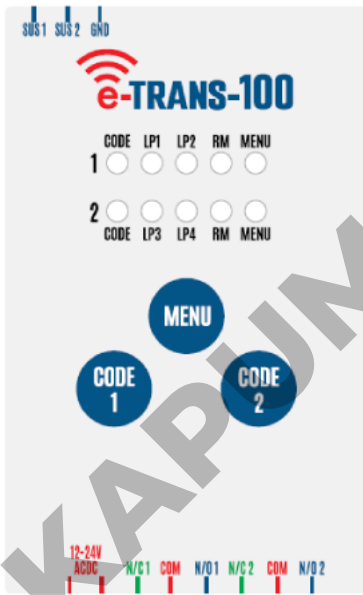 SUS 1 SUS 2 GND
e-TRANS-100
CODE LP1 LP2 RM MENU
1
2
CODE LP3 LP4 RM MENU
MENU
CODE 1
CODE 2
12-24V
ACDC N/C 1 COM N/O 1 N/C 2 COM N/O 2
KAPUM